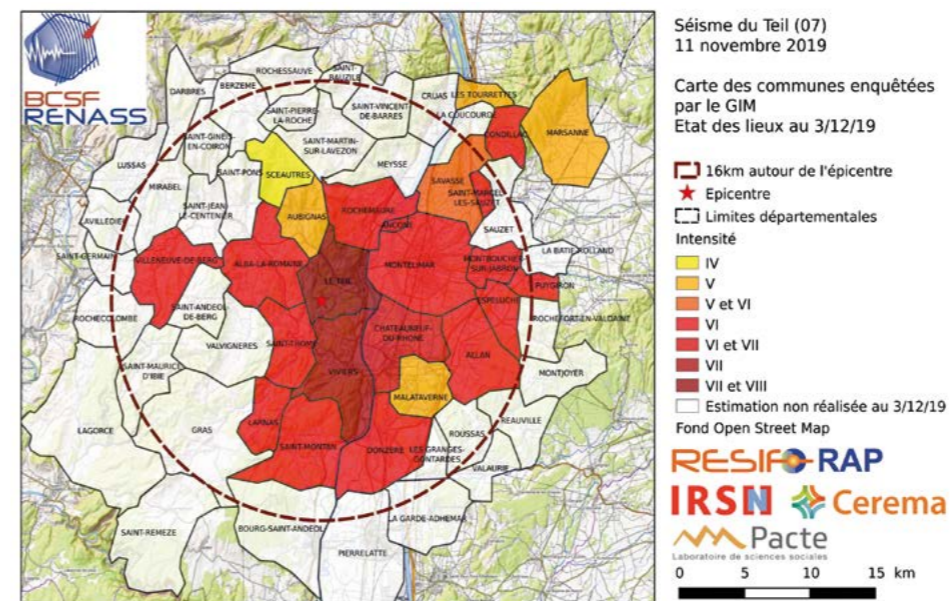 BCSF
RENASS
Séisme du Teil (07)
11 novembre 2019
Carte des communes enquêtées
par le GIM
Etat des lieux au 3/12/19
16km autour de l'épicentre
Epicentre
Limites départementales
Intensité
IV
V
V et VI
VI
VI et VII
VII
VII et VIII
Estimation non réalisée au 3/12/19
Fond Open Street Map
RESIF RAP
IRSN
Cerema
Pacte
Laboratoire de sciences sociales
0 5 10 15 km
ROCHESSAUVE
SAINT-
BAUZILE
BERZEME
DARBRES
CRUAS
LES TOURRETTES
SAINT-PIERRE-
LA-ROCHE
SAINT-VINCENT-
DE-BARRES
LA COUCOURDE
CONDILLAC
MARSANNE
SAINT-GINEIS-
EN-COIRON
SAINT-MARTIN-
SUR-LAVEZON
LUSSAS
MEYSSE
SAINT-PONS
SCEAUTRES
SAVASSE
MIRABEL
SAINT-MARCEL-
LES-SAUZET
SAINT-JEAN-
LE-CENTENIER
AUBIGNAS
ROCHEMAURE
ANCONE
LAVILLEDIEU
SAUZET
LA BATIE-ROLLAND
SAINT-GERMAIN
VILLENEUVE-DE-BERG
ALBA-LA-ROMAINE
MONTELIMAR
MONTBOUCHER-
SUR-JABRON
PUYGIRON
LE TEIL
ESPELUCHE
SAINT-ANDEOL-
DE-BERG
ROCHECOLOMBE
ROCHEFORT-EN-VALDAINE
CHATEAUNEUF-
DU-RHONE
VALVIGNERES
SAINT-THOME
ALLAN
SAINT-MAURICE-
D'IBIE
MONTJOYER
VIVIERS
MALATAVERNE
LARNAS
REAUVILLE
LAGORCE
GRAS
ROUSSAS
SAINT-MONTAN
DONZERE
LES-GRANGES-
GONTARDES
VALAURIE
SAINT-REMEZE
BOURG-SAINT-ANDEOL
LA GARDE-ADHEMAR
PIERRELATTE